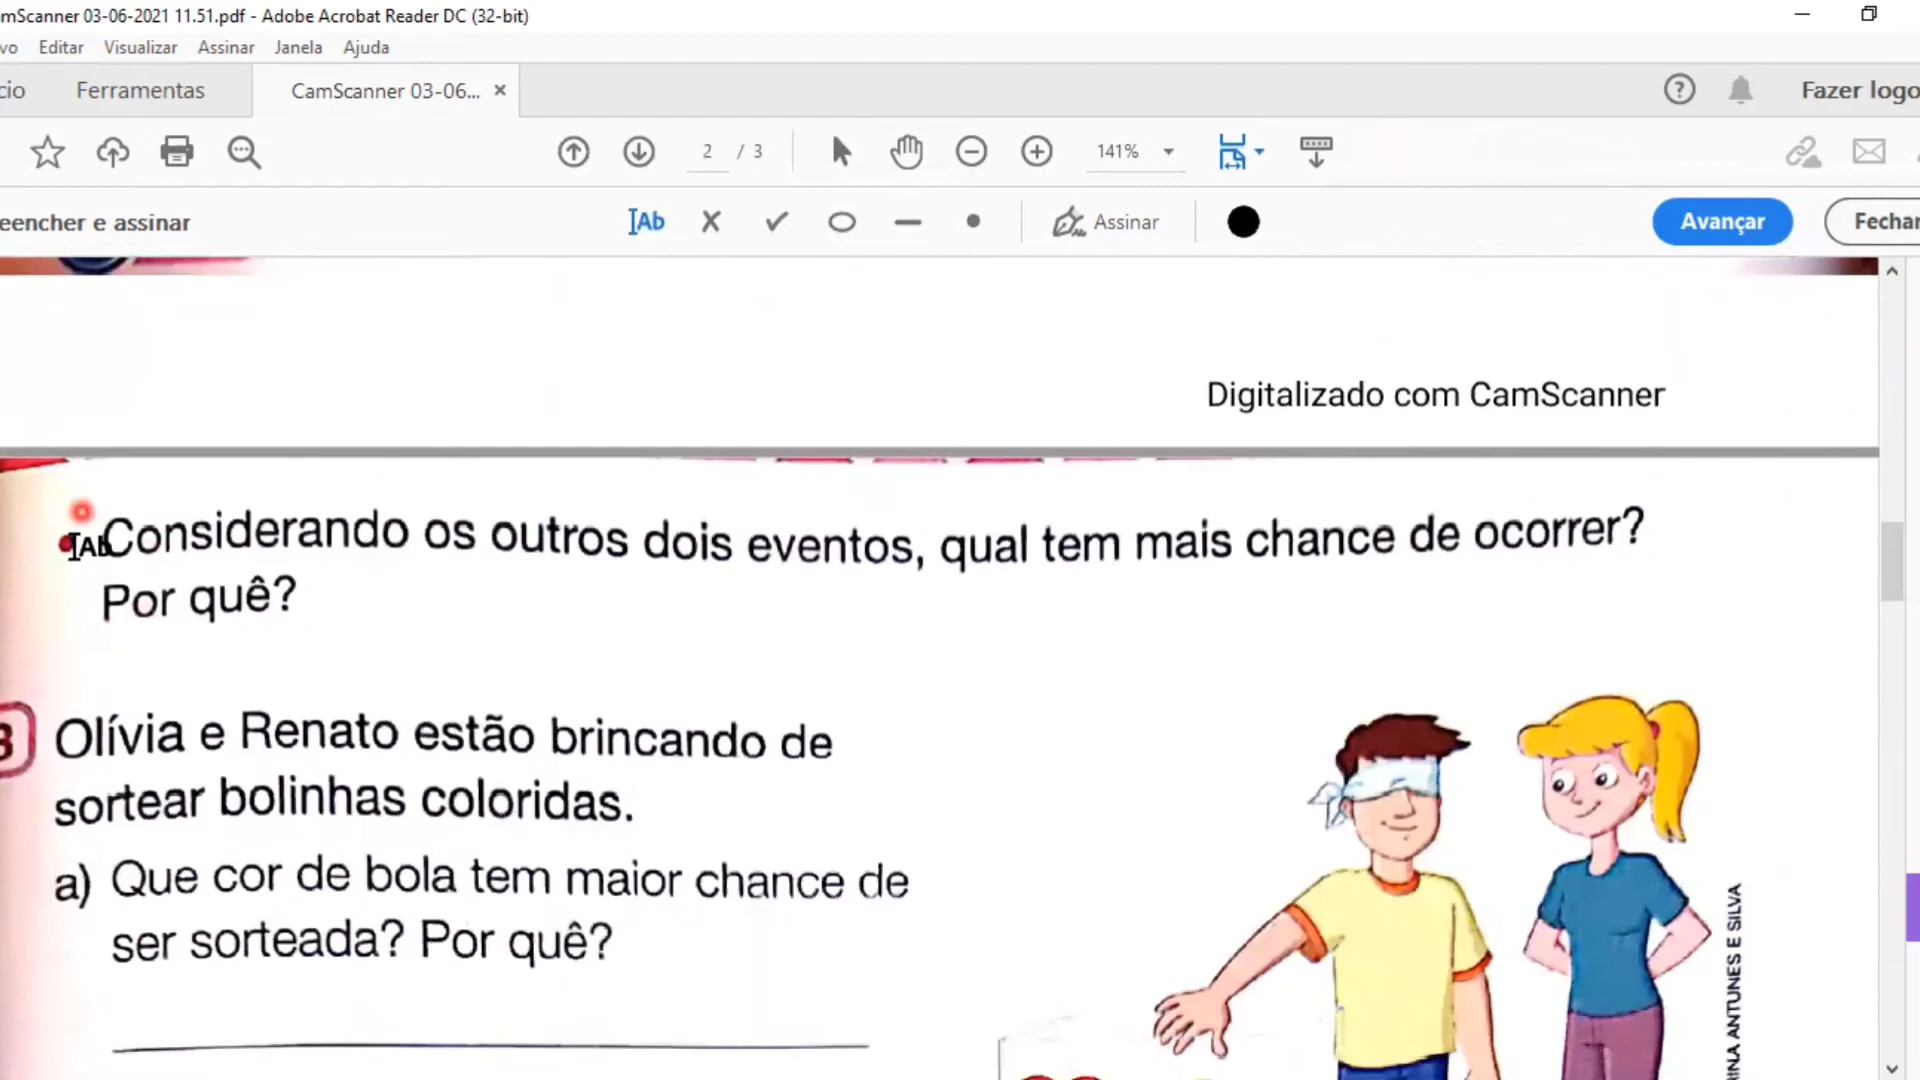 mScanner 03-06-2021 11.51.pdf - Adobe Acrobat Reader DC (32-bit)
vo Editar Visualizar Assinar Janela Ajuda
cio Ferramentas CamScanner 03-06... × Fazer logo
2 / 3 141%
eencher e assinar Ab Assinar Avançar Fechar
Digitalizado com CamScanner
Considerando os outros dois eventos, qual tem mais chance de ocorrer?
Por quê?
3 Olívia e Renato estão brincando de
sortear bolinhas coloridas.
a) Que cor de bola tem maior chance de
ser sorteada? Por quê?
RINA ANTUNES E SILVA